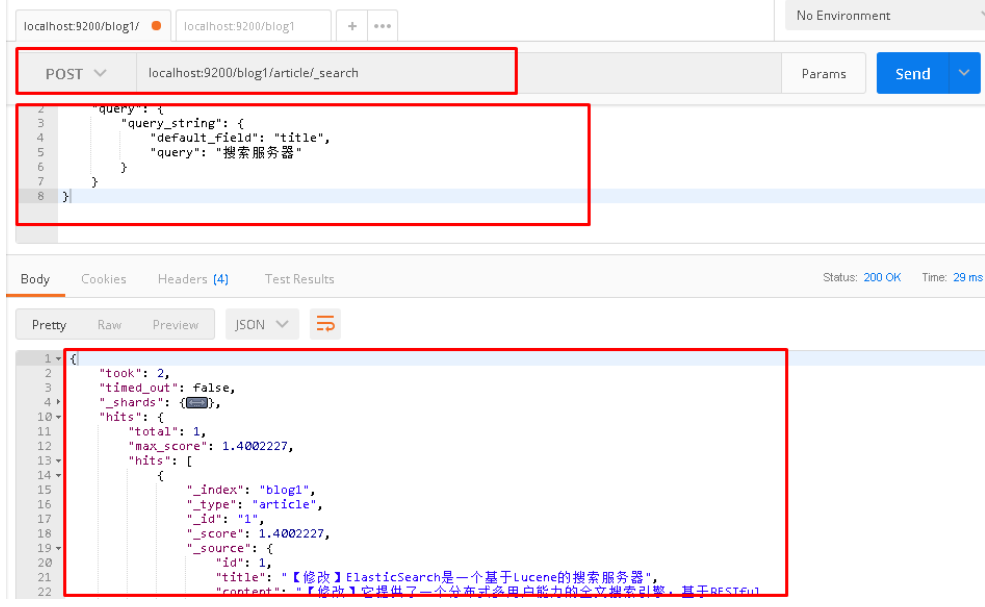 localhost:9200/blog1/ localhost:9200/blog1 + ••• No Environment
POST localhost:9200/blog1/article/_search Params Send
2 "query": {
3 "query_string": {
4 "default_field": "title",
5 "query": "搜索服务器"
6 }
7 }
8 }
Body Cookies Headers (4) Test Results Status: 200 OK Time: 29 ms
Pretty Raw Preview JSON
1 {
2 "took": 2,
3 "timed_out": false,
4 "_shards": {},
10 "hits": {
11 "total": 1,
12 "max_score": 1.4002227,
13 "hits": [
14 {
15 "_index": "blog1",
16 "_type": "article",
17 "_id": "1",
18 "_score": 1.4002227,
19 "_source": {
20 "id": 1,
21 "title": "【修改】ElasticSearch是一个基于Lucene的搜索服务器",
22 "content": "【修改】它提供了一个分布式多用户能力的全文搜索引擎，基于RESTful